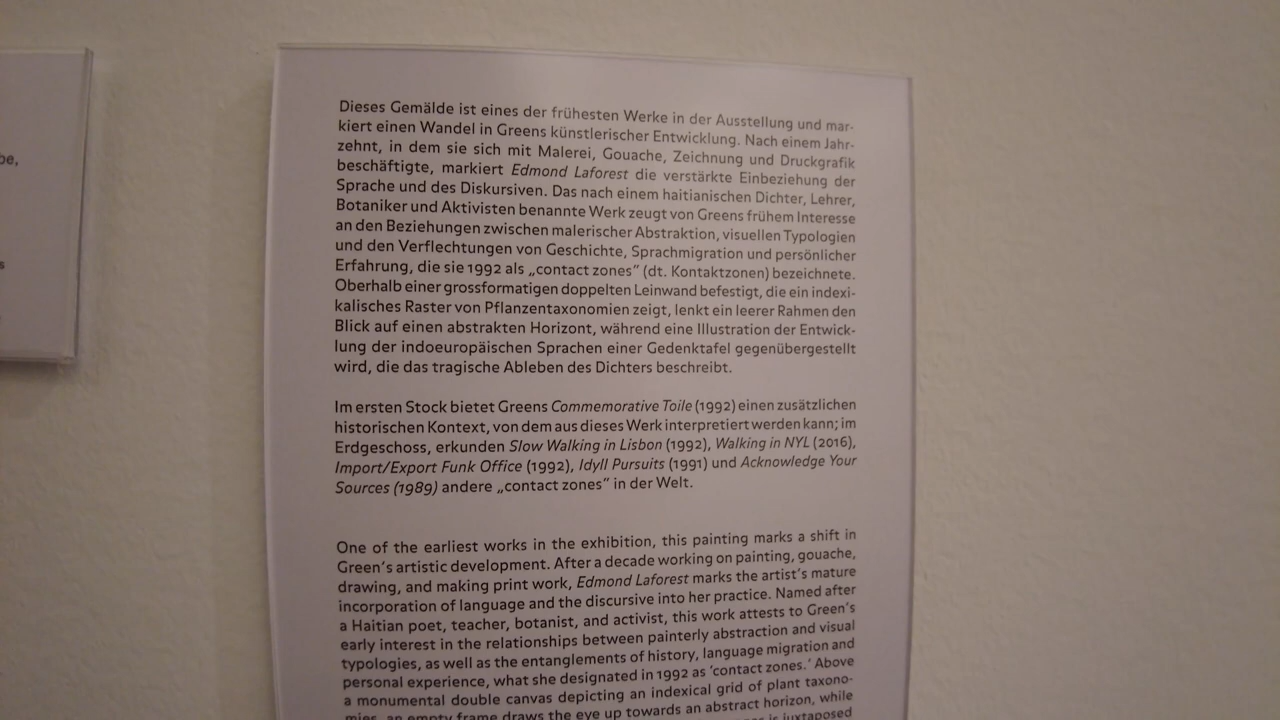 be,
s
Dieses Gemälde ist eines der frühesten Werke in der Ausstellung und mar-
kiert einen Wandel in Greens künstlerischer Entwicklung. Nach einem Jahr-
zehnt, in dem sie sich mit Malerei, Gouache, Zeichnung und Druckgrafik
beschäftigte, markiert Edmond Laforest die verstärkte Einbeziehung der
Sprache und des Diskursiven. Das nach einem haitianischen Dichter, Lehrer,
Botaniker und Aktivisten benannte Werk zeugt von Greens frühem Interesse
an den Beziehungen zwischen malerischer Abstraktion, visuellen Typologien
und den Verflechtungen von Geschichte, Sprachmigration und persönlicher
Erfahrung, die sie 1992 als „contact zones“ (dt. Kontaktzonen) bezeichnete.
Oberhalb einer grossformatigen doppelten Leinwand befestigt, die ein indexi-
kalisches Raster von Pflanzentaxonomien zeigt, lenkt ein leerer Rahmen den
Blick auf einen abstrakten Horizont, während eine Illustration der Entwick-
lung der indoeuropäischen Sprachen einer Gedenktafel gegenübergestellt
wird, die das tragische Ableben des Dichters beschreibt.
Im ersten Stock bietet Greens Commemorative Toile (1992) einen zusätzlichen
historischen Kontext, von dem aus dieses Werk interpretiert werden kann; im
Erdgeschoss, erkunden Slow Walking in Lisbon (1992), Walking in NYL (2016),
Import/Export Funk Office (1992), Idyll Pursuits (1991) und Acknowledge Your
Sources (1989) andere „contact zones“ in der Welt.
One of the earliest works in the exhibition, this painting marks a shift in
Green's artistic development. After a decade working on painting, gouache,
drawing, and making print work, Edmond Laforest marks the artist's mature
incorporation of language and the discursive into her practice. Named after
a Haitian poet, teacher, botanist, and activist, this work attests to Green's
early interest in the relationships between painterly abstraction and visual
typologies, as well as the entanglements of history, language migration and
personal experience, what she designated in 1992 as 'contact zones.' Above
a monumental double canvas depicting an indexical grid of plant taxono-
mies, an empty frame draws the eye up towards an abstract horizon, while
is juxtaposed